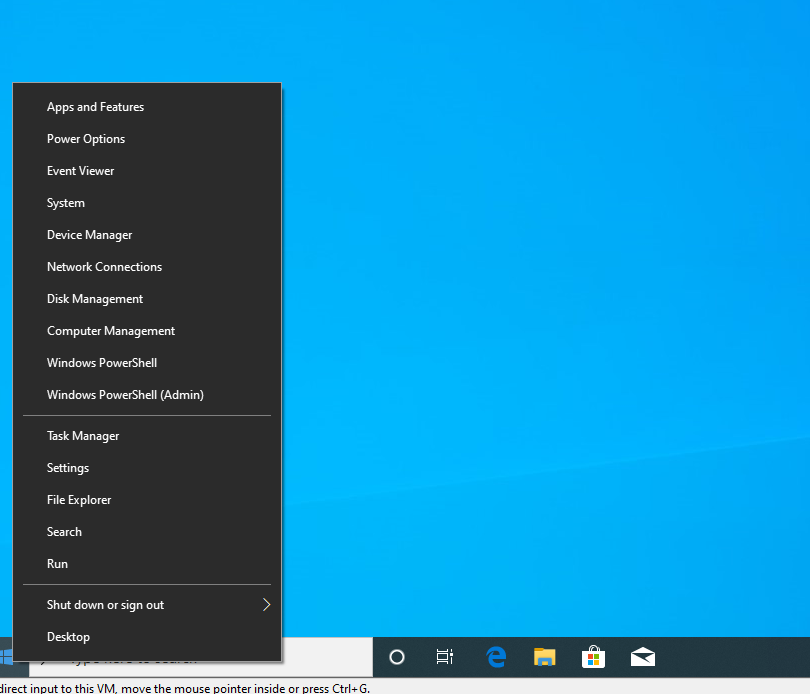 Apps and Features
Power Options
Event Viewer
System
Device Manager
Network Connections
Disk Management
Computer Management
Windows PowerShell
Windows PowerShell (Admin)
Task Manager
Settings
File Explorer
Search
Run
Shut down or sign out
Desktop
direct input to this VM, move the mouse pointer inside or press Ctrl+G.